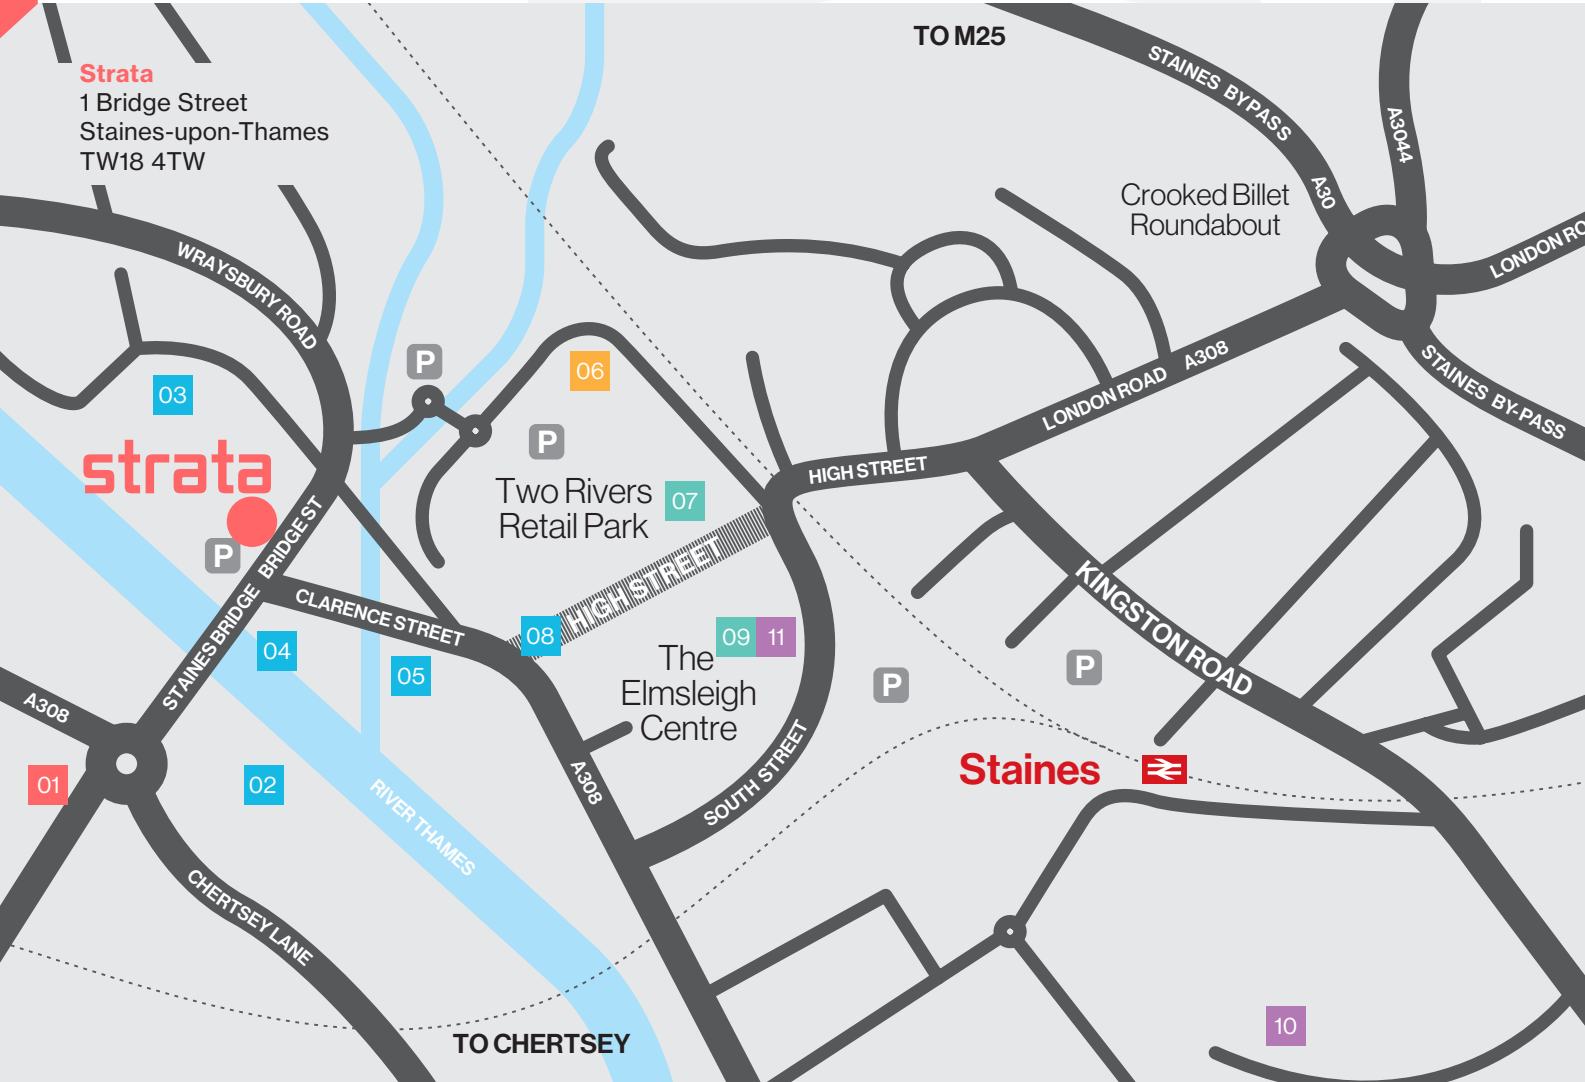 TO M25
STAINES BYPASS
A3044
Strata
1 Bridge Street
Staines-upon-Thames
TW18 4TW
A30
Crooked Billet
Roundabout
LONDON RO
WRAYSBURY ROAD
P
06
03
LONDON ROAD A308
STAINES BY-PASS
strata
P
Two Rivers
Retail Park
07
HIGH STREET
P
BRIDGE ST
HIGH STREET
CLARENCE STREET
KINGSTON ROAD
STAINES BRIDGE
04
05
08
09
11
The
Elmsleigh
Centre
P
P
A308
01
02
RIVER THAMES
A308
SOUTH STREET
Staines
CHERTSEY LANE
TO CHERTSEY
10